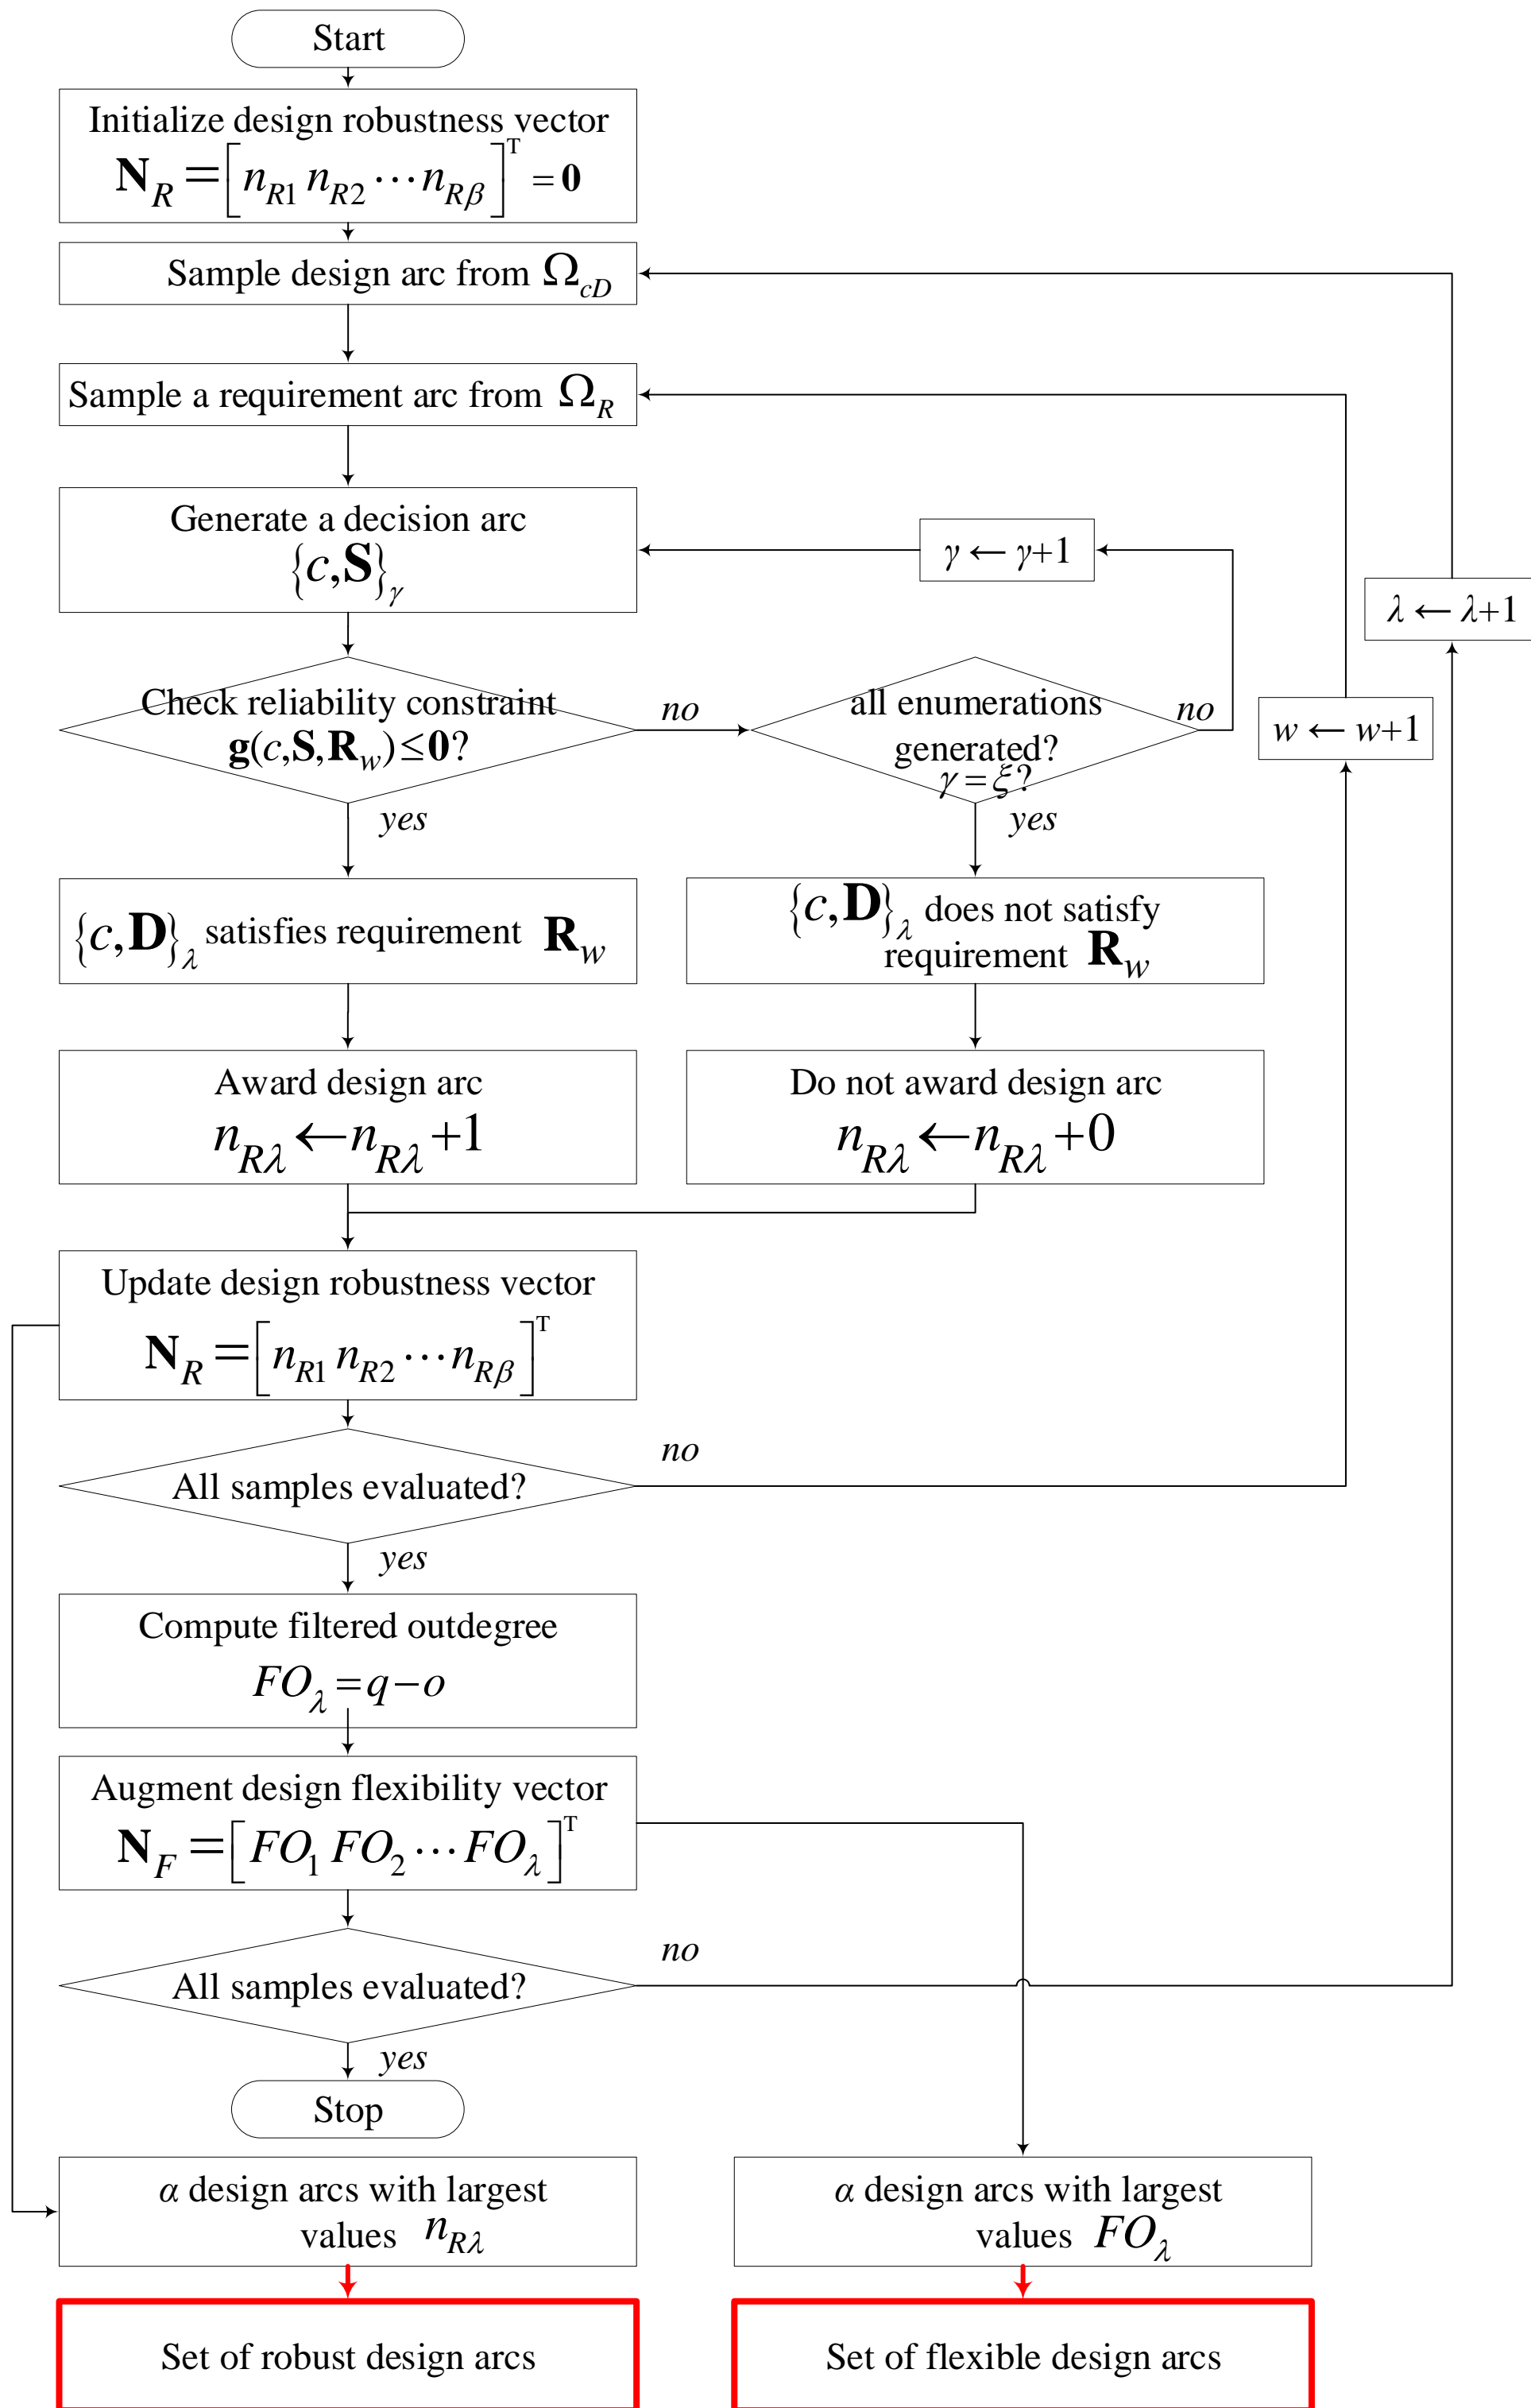 Start
Initialize design robustness vector
N_R = [n_R1 n_R2 ⋯ n_Rβ]^T = 0
Sample design arc from Ω_cD
Sample a requirement arc from Ω_R
Generate a decision arc
{c,S}_γ
γ ← γ+1
λ ← λ+1
Check reliability constraint
g(c,S,R_w) ≤ 0?
no
all enumerations
generated?
γ = ξ?
no
w ← w+1
yes
yes
{c,D}_λ satisfies requirement R_w
{c,D}_λ does not satisfy
requirement R_w
Award design arc
n_Rλ ← n_Rλ +1
Do not award design arc
n_Rλ ← n_Rλ +0
Update design robustness vector
N_R = [n_R1 n_R2 ⋯ n_Rβ]^T
All samples evaluated?
no
yes
Compute filtered outdegree
FO_λ = q − o
Augment design flexibility vector
N_F = [FO_1 FO_2 ⋯ FO_λ]^T
All samples evaluated?
no
yes
Stop
α design arcs with largest
values n_Rλ
α design arcs with largest
values FO_λ
Set of robust design arcs
Set of flexible design arcs